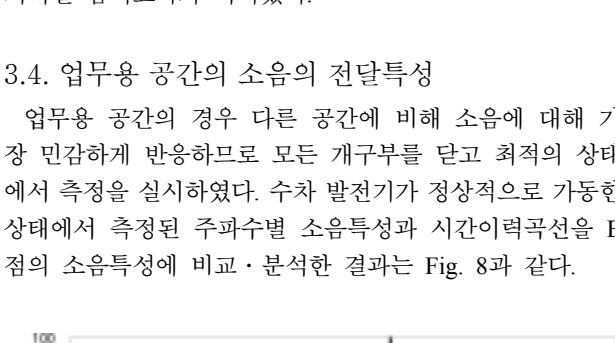 3.4. 업무용 공간의 소음의 전달특성
업무용 공간의 경우 다른 공간에 비해 소음에 대해 가
장 민감하게 반응하므로 모든 개구부를 닫고 최적의 상태
에서 측정을 실시하였다. 수차 발전기가 정상적으로 가동한
상태에서 측정된 주파수별 소음특성과 시간이력곡선을
점의 소음특성에 비교・분석한 결과는 Fig. 8과 같다.
100